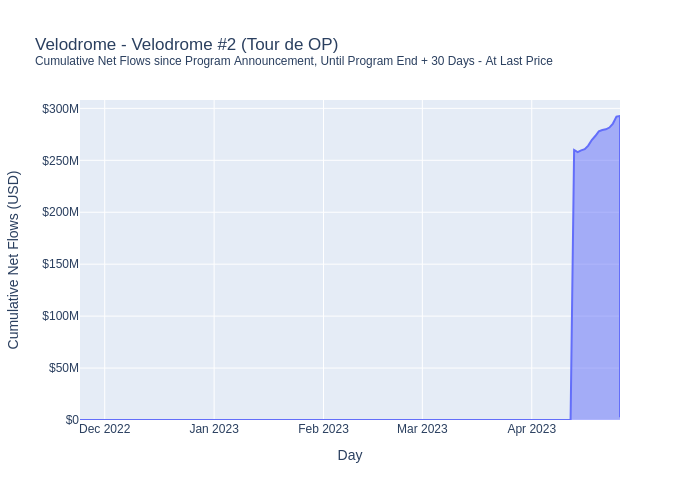 Velodrome - Velodrome #2 (Tour de OP)
Cumulative Net Flows since Program Announcement, Until Program End + 30 Days - At Last Price
Cumulative Net Flows (USD)
$300M
$250M
$200M
$150M
$100M
$50M
$0
Dec 2022
Jan 2023
Feb 2023
Mar 2023
Apr 2023
Day